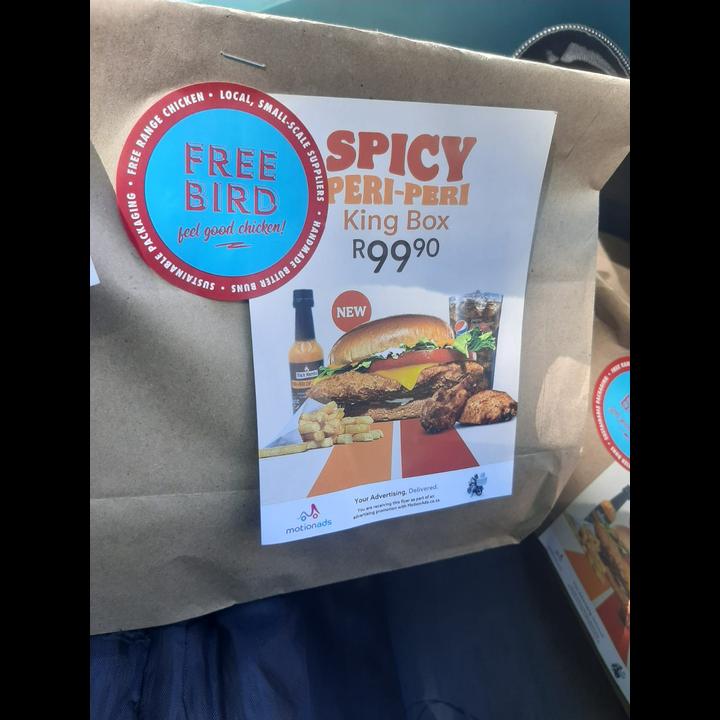 FREE RANGE CHICKEN • LOCAL, SMALL-SCALE SUPPLIERS • HANDMADE BUTTER BUNS • SUSTAINABLE PACKAGING •
FREE
BIRD
feel good chicken!
SPICY
PERI-PERI
King Box
R9990
NEW
Your Advertising, Delivered.
You are receiving this flyer as part of an
advertising promotion with MotionAds.co.za
motionads